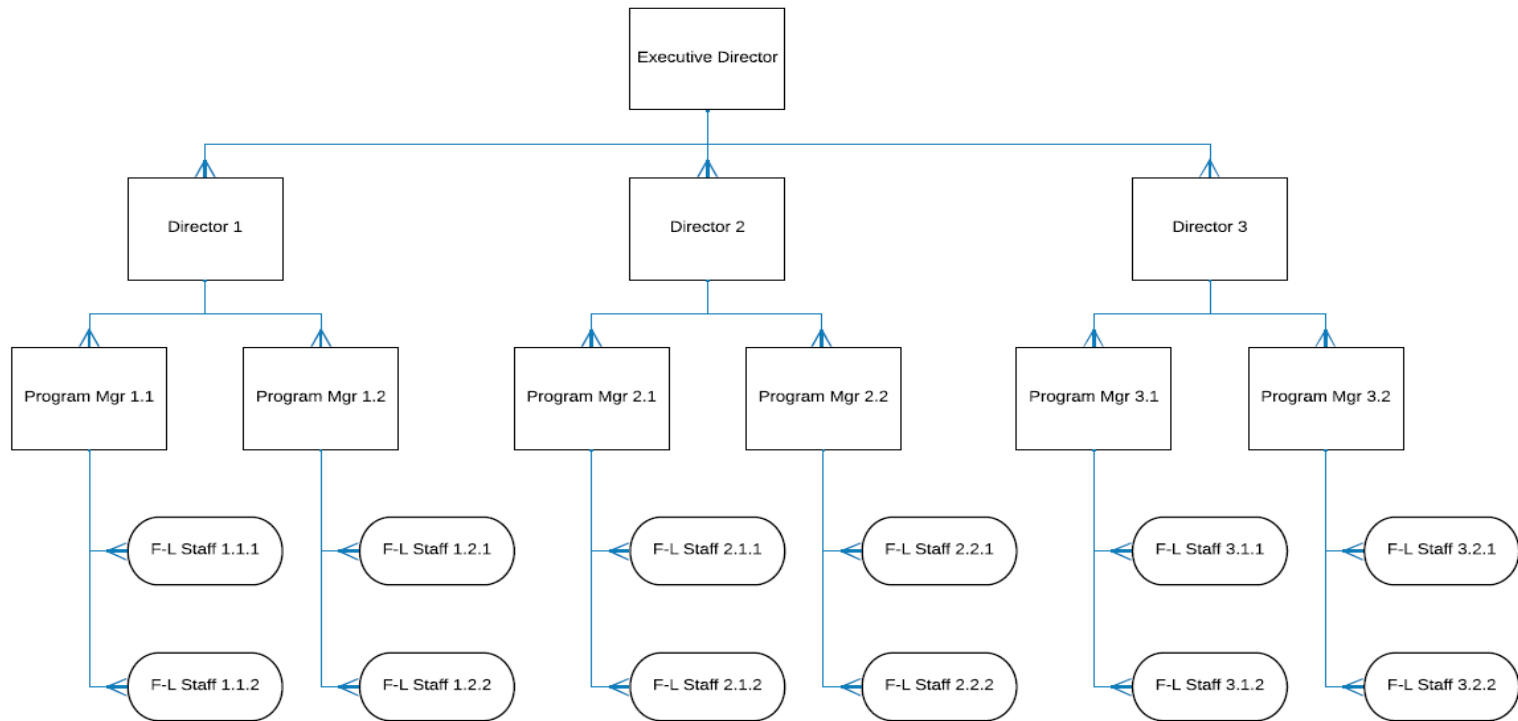 Executive Director
Director 1
Director 2
Director 3
Program Mgr 1.1
Program Mgr 1.2
Program Mgr 2.1
Program Mgr 2.2
Program Mgr 3.1
Program Mgr 3.2
F-L Staff 1.1.1
F-L Staff 1.2.1
F-L Staff 2.1.1
F-L Staff 2.2.1
F-L Staff 3.1.1
F-L Staff 3.2.1
F-L Staff 1.1.2
F-L Staff 1.2.2
F-L Staff 2.1.2
F-L Staff 2.2.2
F-L Staff 3.1.2
F-L Staff 3.2.2